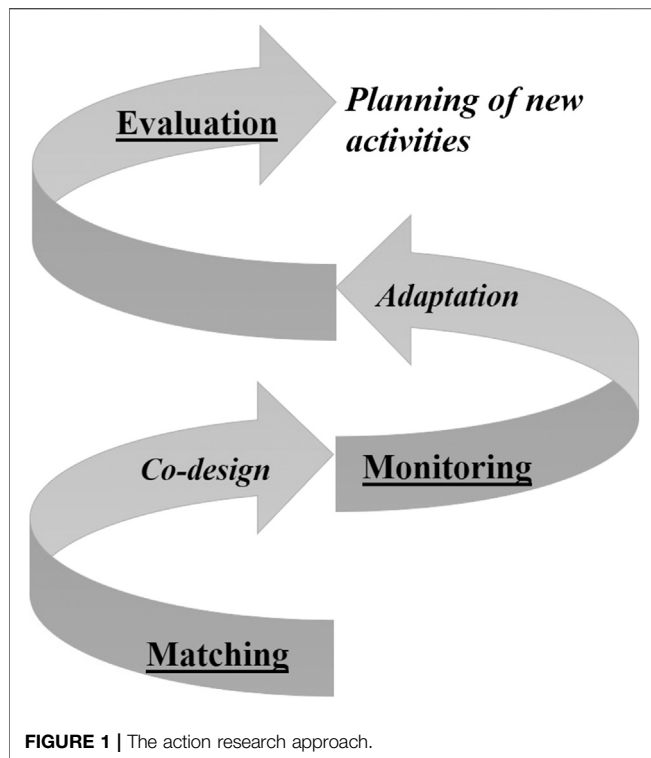 Evaluation
Planning of new
activities
Adaptation
Co-design
Monitoring
Matching
FIGURE 1 | The action research approach.